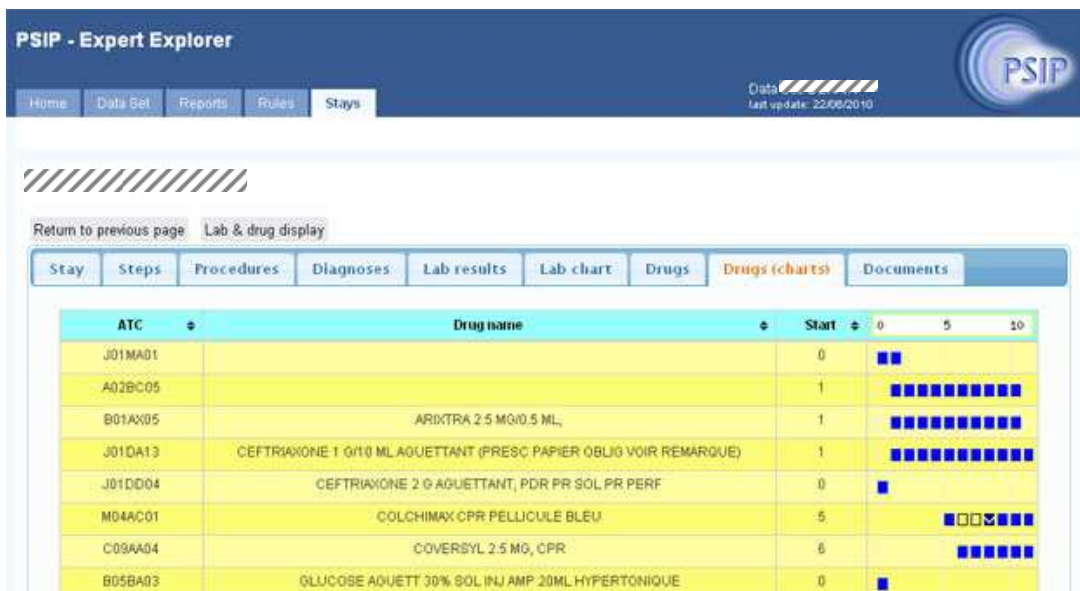 PSIP - Expert Explorer
PSIP
Home Data Set Reports Rules Stays
Data
last update: 22/06/2010
Return to previous page Lab & drug display
Stay Steps Procedures Diagnoses Lab results Lab chart Drugs Drugs (charts) Documents
ATC Drug name Start 0 5 10
J01MA01 0
A02BC05 1
B01AX05 ARIXTRA 2.5 MG/0.5 ML, 1
J01DA13 CEFTRIAXONE 1 G/10 ML AGUETTANT (PRESC PAPIER OBLIG VOIR REMARQUE) 1
J01DD04 CEFTRIAXONE 2 G AGUETTANT, PDR PR SOL PR PERF 0
M04AC01 COLCHIMAX CPR PELLICULE BLEU 5
C09AA04 COVERSYL 2.5 MG, CPR 6
B05BA03 GLUCOSE AGUETT 30% SOL INJ AMP 20ML HYPERTONIQUE 0